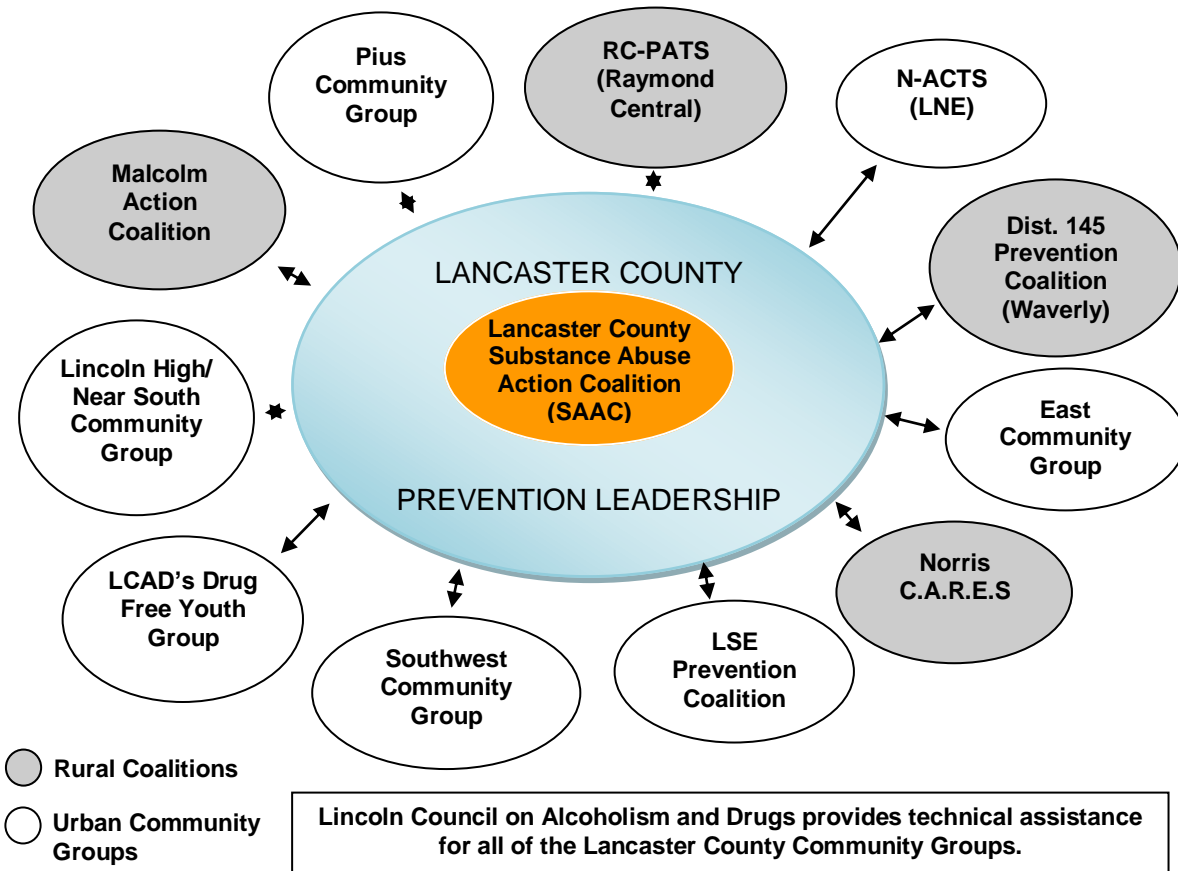 Pius
Community
Group
RC-PATS
(Raymond
Central)
N-ACTS
(LNE)
Malcolm
Action
Coalition
Dist. 145
Prevention
Coalition
(Waverly)
LANCASTER COUNTY
Lancaster County
Substance Abuse
Action Coalition
(SAAC)
PREVENTION LEADERSHIP
Lincoln High/
Near South
Community
Group
East
Community
Group
LCAD’s Drug
Free Youth
Group
Norris
C.A.R.E.S
Southwest
Community
Group
LSE
Prevention
Coalition
Rural Coalitions
Urban Community
Groups
Lincoln Council on Alcoholism and Drugs provides technical assistance
for all of the Lancaster County Community Groups.